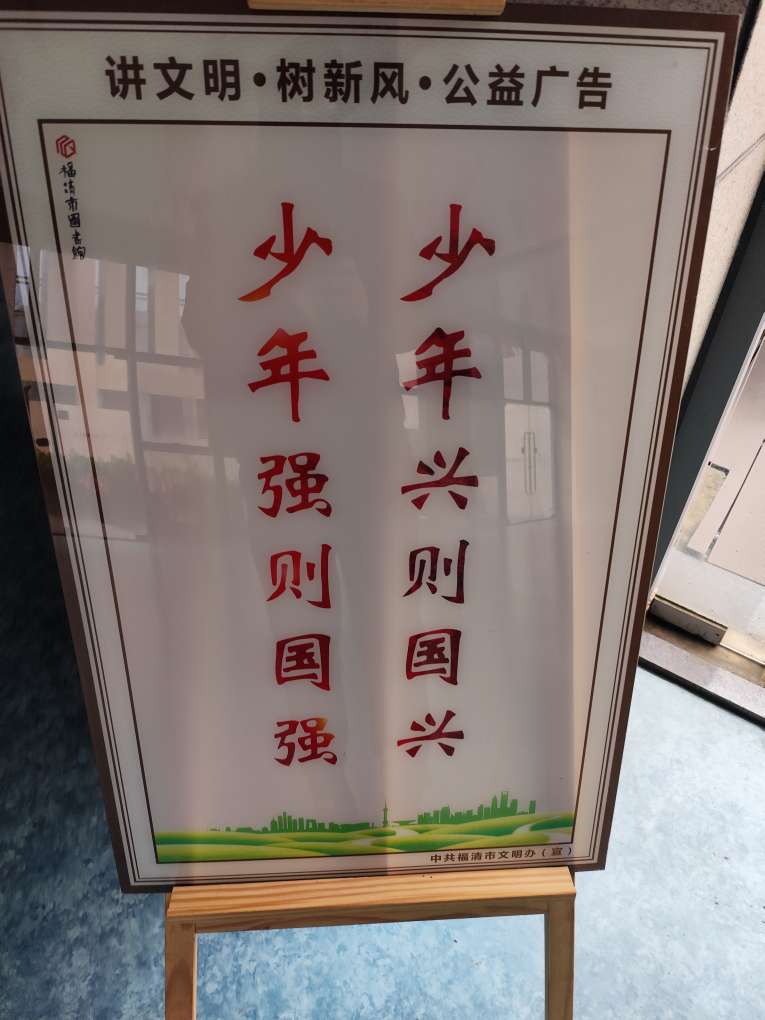 讲文明·树新风·公益广告
福清市图书馆
少年兴则国兴
少年强则国强
中共福清市文明办（宣）